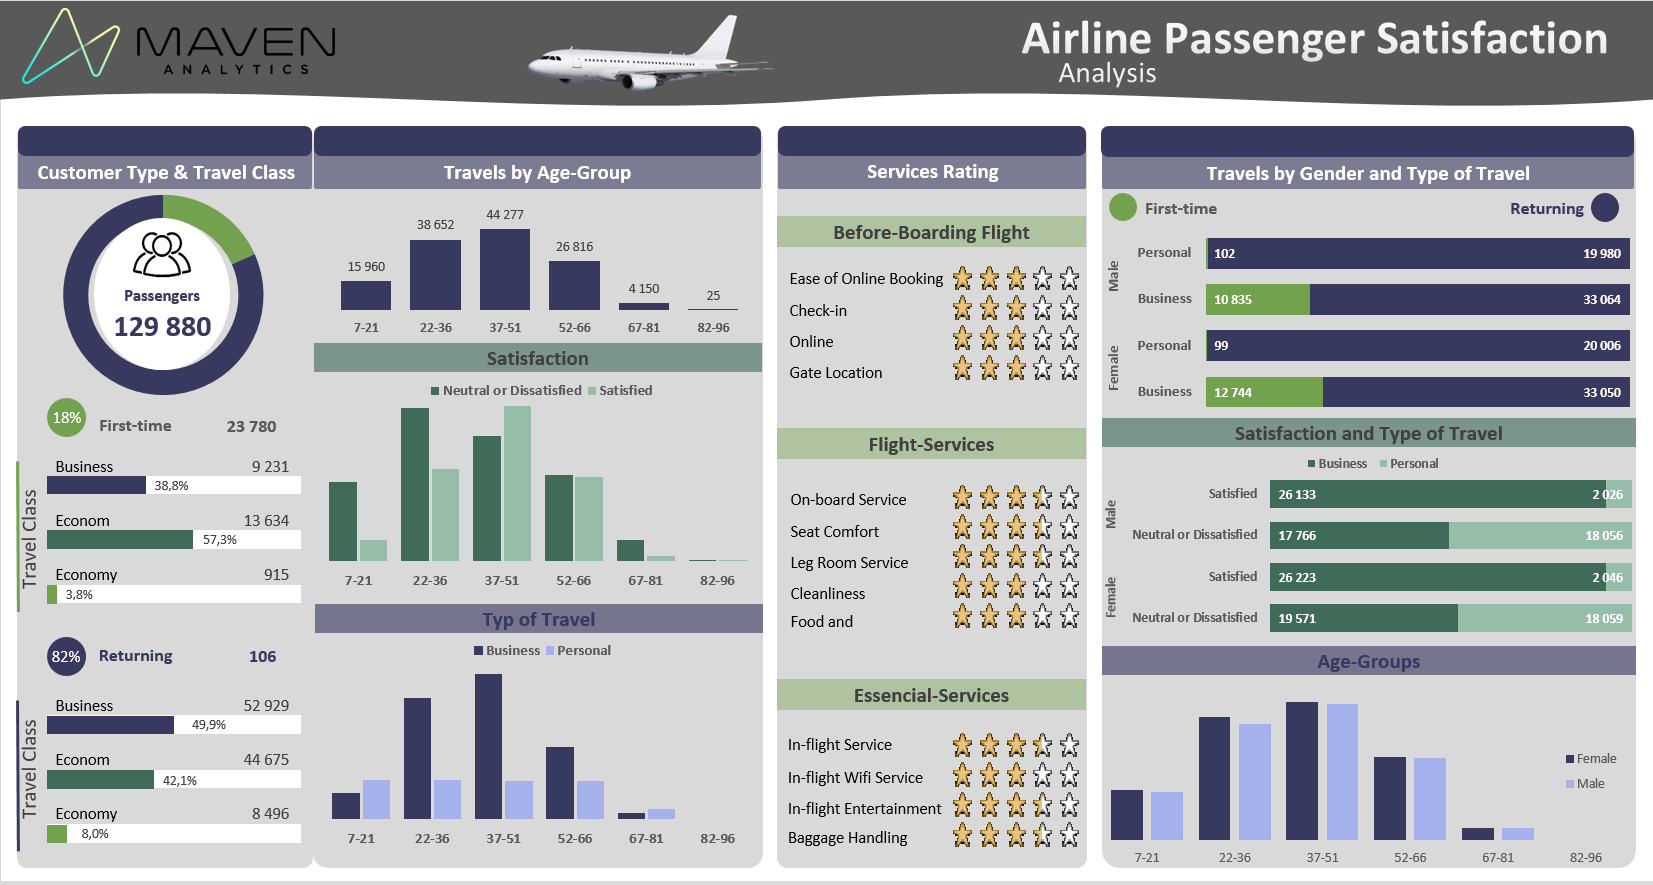 MAVEN
ANALYTICS
Airline Passenger Satisfaction
Analysis
Customer Type & Travel Class
Passengers
129 880
18%
First-time
23 780
Travel Class
Business
9 231
38,8%
Econom
13 634
57,3%
Economy
915
3,8%
82%
Returning
106
Travel Class
Business
52 929
49,9%
Econom
44 675
42,1%
Economy
8 496
8,0%
Travels by Age-Group
15 960
38 652
44 277
26 816
4 150
25
7-21
22-36
37-51
52-66
67-81
82-96
Satisfaction
Neutral or Dissatisfied
Satisfied
7-21
22-36
37-51
52-66
67-81
82-96
Typ of Travel
Business
Personal
7-21
22-36
37-51
52-66
67-81
82-96
Services Rating
Before-Boarding Flight
Ease of Online Booking
Check-in
Online
Gate Location
Flight-Services
On-board Service
Seat Comfort
Leg Room Service
Cleanliness
Food and
Essencial-Services
In-flight Service
In-flight Wifi Service
In-flight Entertainment
Baggage Handling
Travels by Gender and Type of Travel
First-time
Returning
Male
Personal
102
19 980
Business
10 835
33 064
Female
Personal
99
20 006
Business
12 744
33 050
Satisfaction and Type of Travel
Business
Personal
Male
Satisfied
26 133
2 026
Neutral or Dissatisfied
17 766
18 056
Female
Satisfied
26 223
2 046
Neutral or Dissatisfied
19 571
18 059
Age-Groups
Female
Male
7-21
22-36
37-51
52-66
67-81
82-96